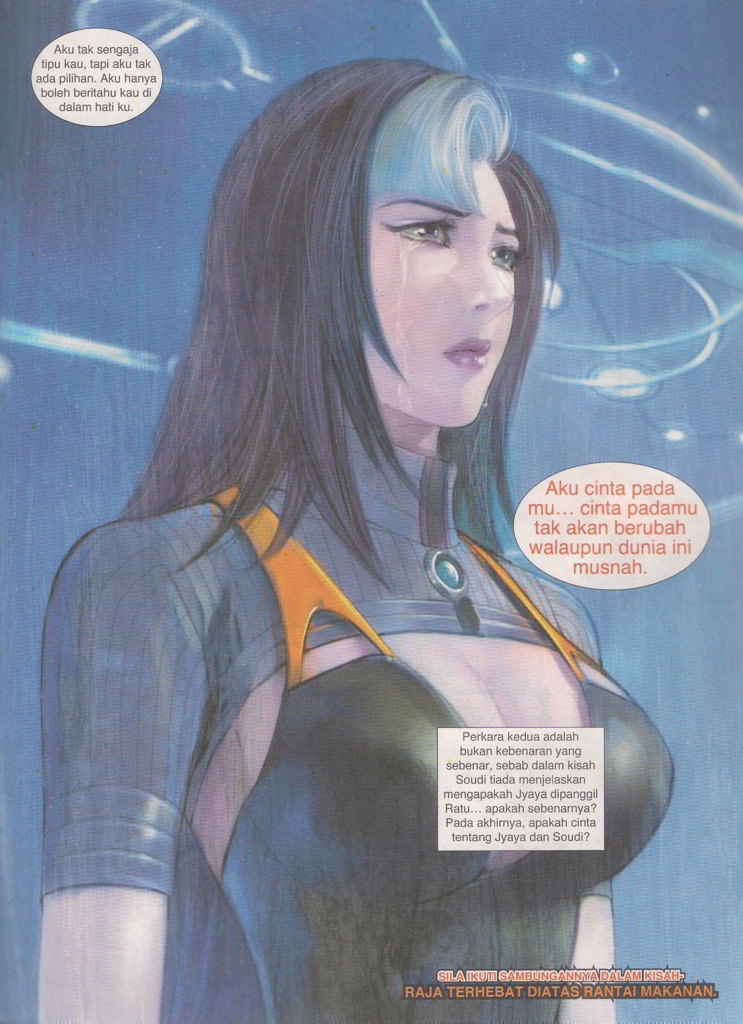 Aku tak sengaja
tipu kau, tapi aku tak
ada pilihan. Aku hanya
boleh beritahu kau di
dalam hati ku.
Aku cinta pada
mu... cinta padamu
tak akan berubah
walaupun dunia ini
musnah.
Perkara kedua adalah
bukan kebenaran yang
sebenar, sebab dalam kisah
Soudi tiada menjelaskan
mengapakah Jyaya dipanggil
Ratu... apakah sebenarnya?
Pada akhirnya, apakah cinta
tentang Jyaya dan Soudi?
SILA IKUTI SAMBUNGANNYA DALAM KISAH-
RAJA TERHEBAT DIATAS RANTAI MAKANAN.